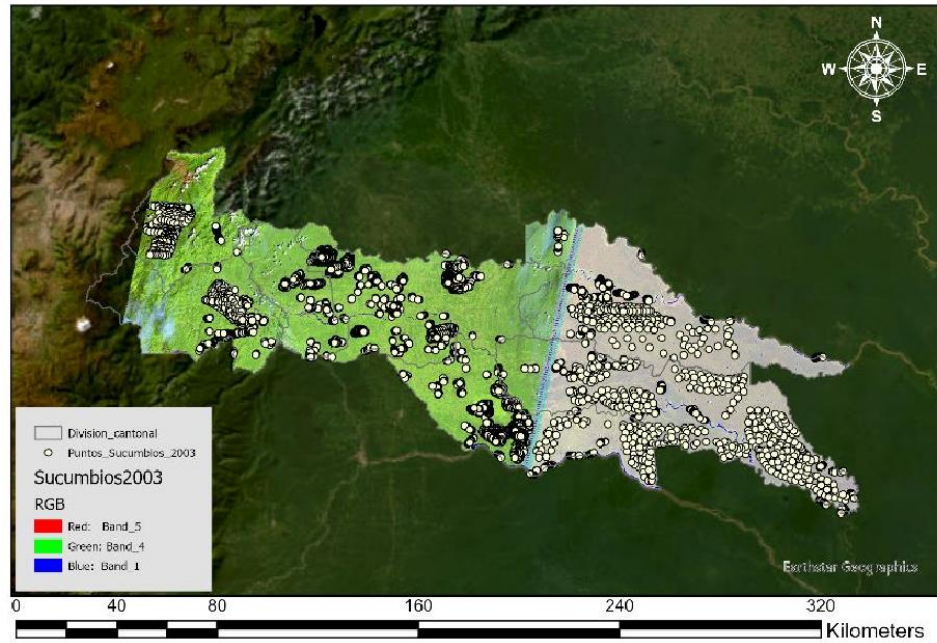 N
W E
S
Division_cantonal
Puntos_Sucumbios_2003
Sucumbios2003
RGB
Red: Band_5
Green: Band_4
Blue: Band_1
Earthstar Geographics
0 40 80 160 240 320
Kilometers